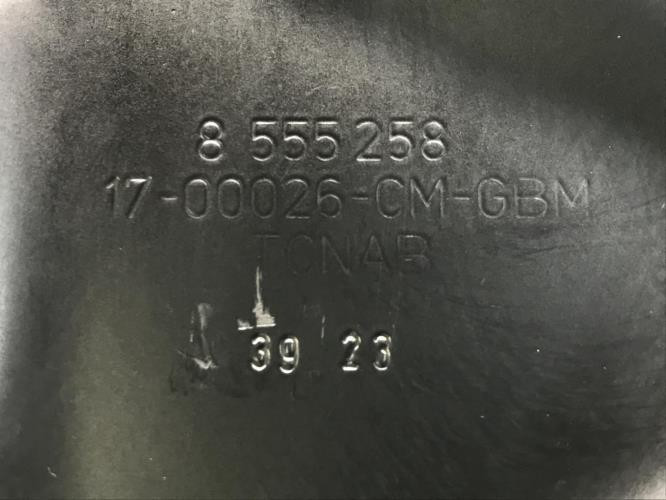 8 555 258
17-00026-CM-GBM
TCNAB
39 23